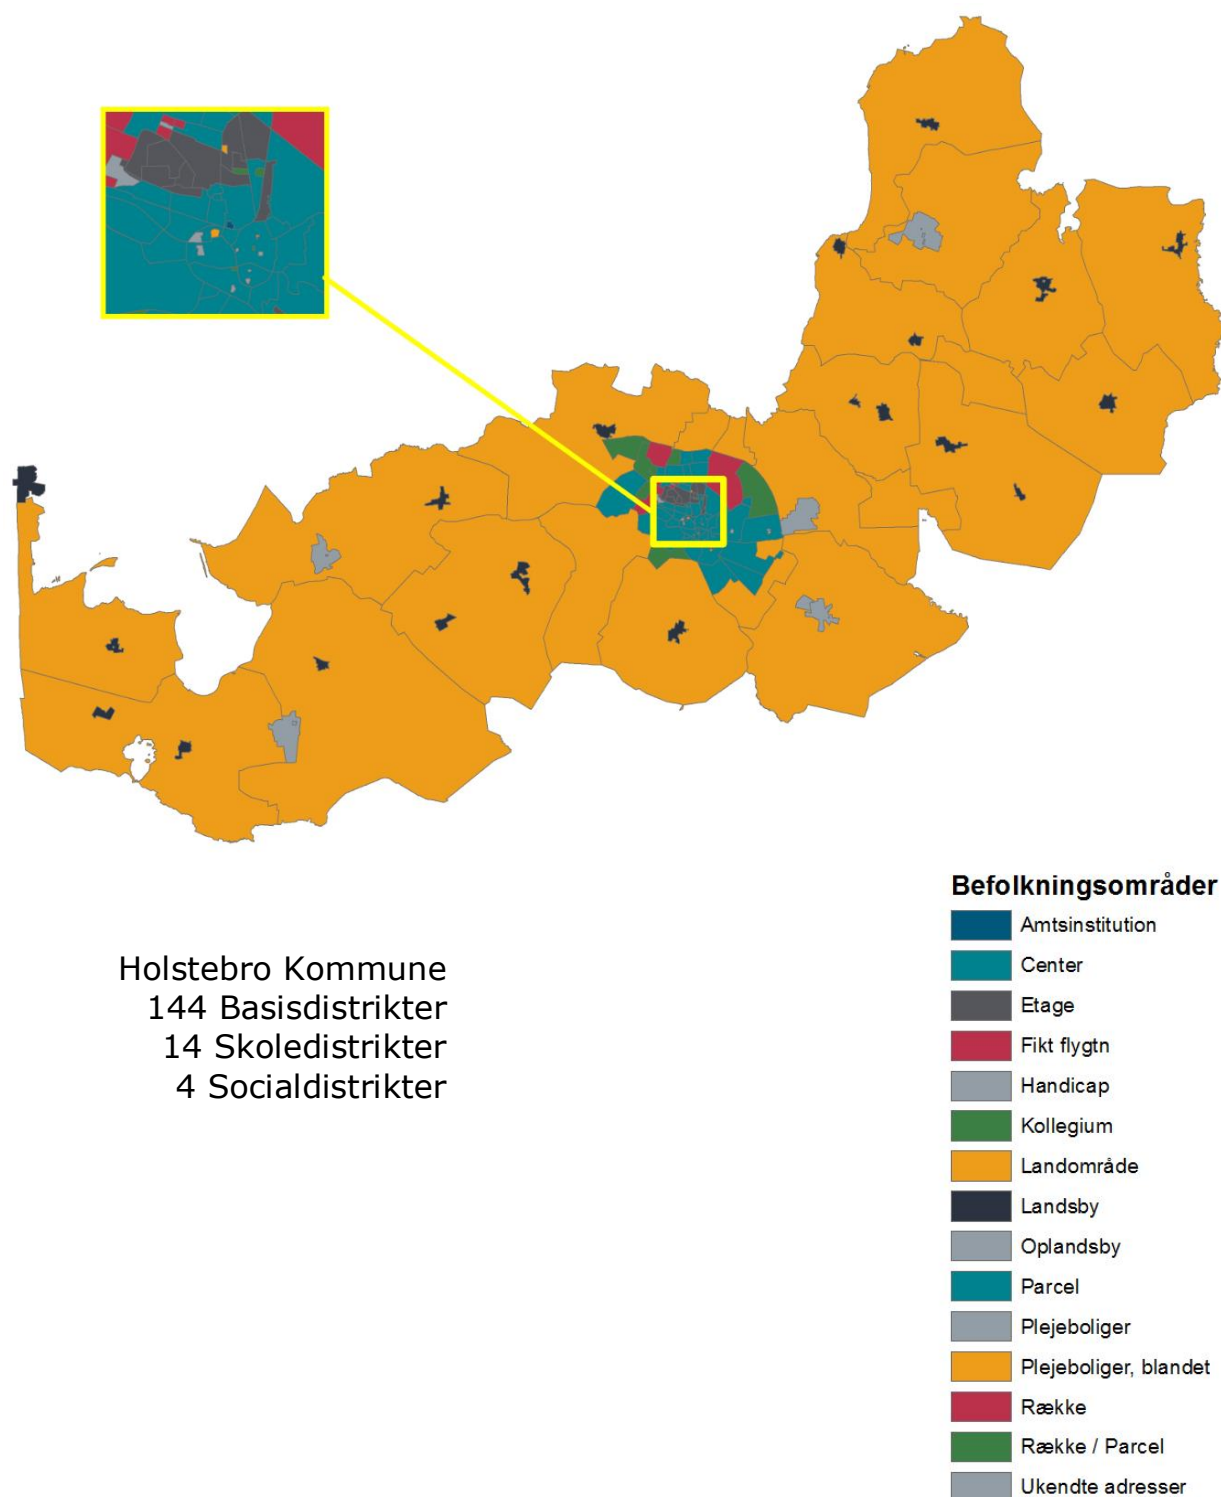 Befolkningsområder
Amtsinstitution
Center
Etage
Fikt flygtn
Handicap
Kollegium
Landområde
Landsby
Oplandsby
Parcel
Plejeboliger
Plejeboliger, blandet
Række
Række / Parcel
Ukendte adresser
Holstebro Kommune
144 Basisdistrikter
14 Skoledistrikter
4 Socialdistrikter